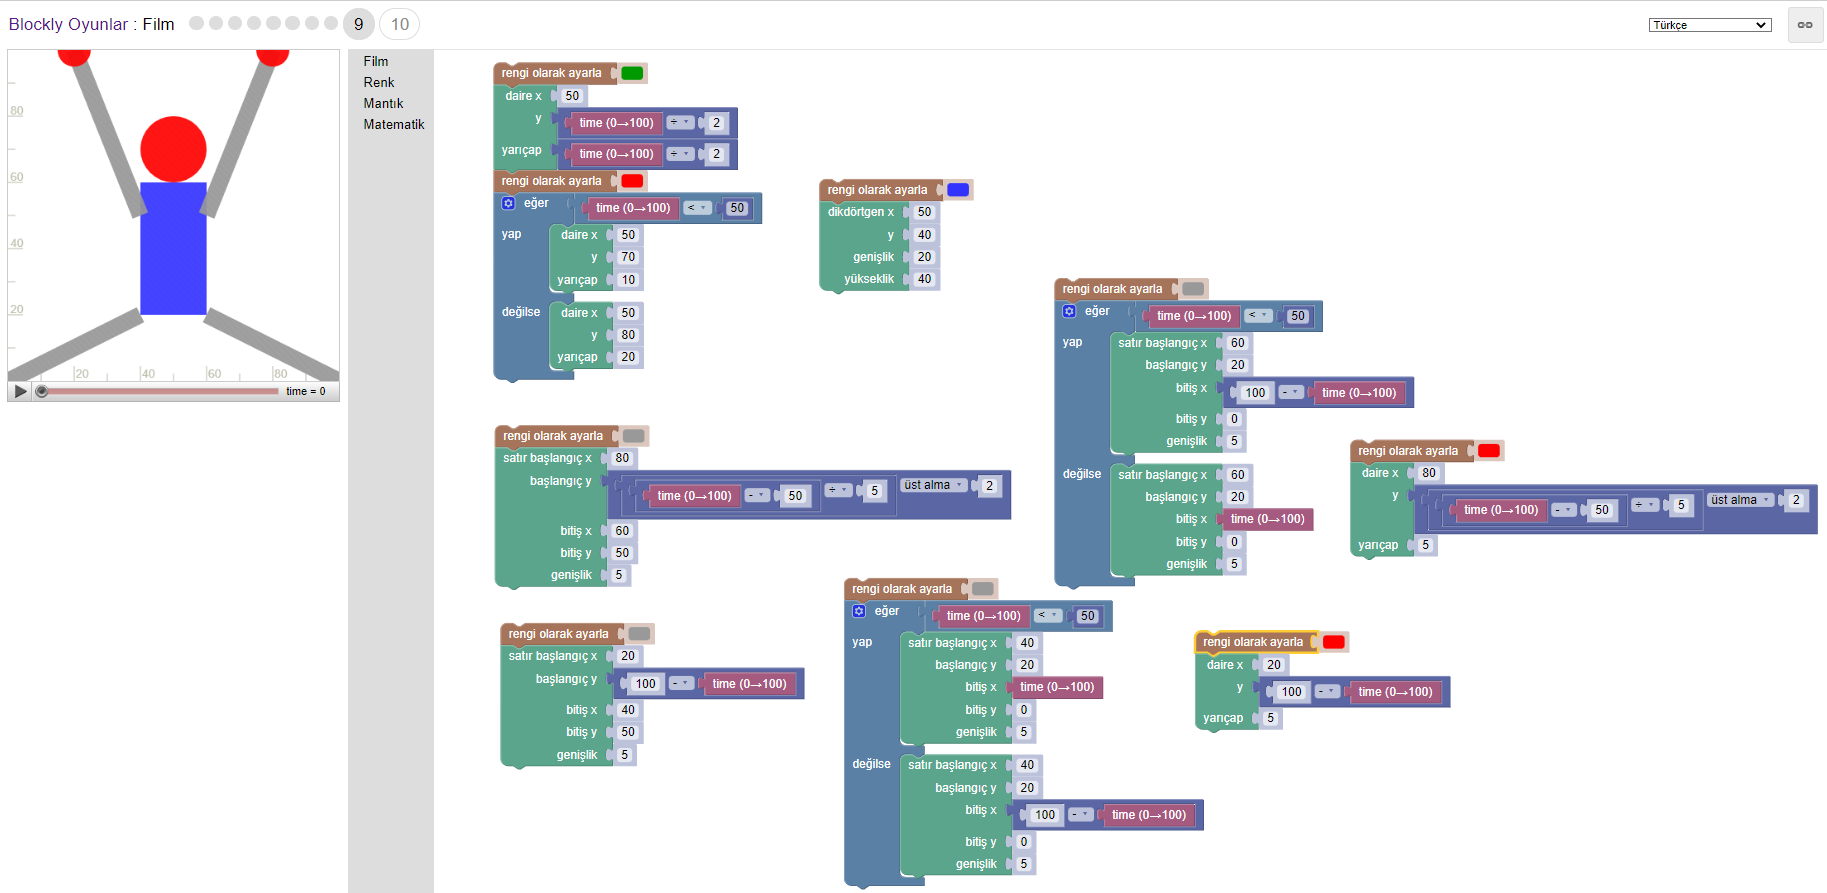 Blockly Oyunlar : Film
9
10
Türkçe
80
60
40
20
20
40
60
80
time = 0
Film
Renk
Mantık
Matematik
rengi olarak ayarla
daire x 50
y time (0→100) ÷ 2
yarıçap time (0→100) ÷ 2
rengi olarak ayarla
eğer time (0→100) < 50
yap daire x 50
y 70
yarıçap 10
değilse daire x 50
y 80
yarıçap 20
rengi olarak ayarla
dikdörtgen x 50
y 40
genişlik 20
yükseklik 40
rengi olarak ayarla
eğer time (0→100) < 50
yap satır başlangıç x 60
başlangıç y 20
bitiş x 100 - time (0→100)
bitiş y 0
genişlik 5
değilse satır başlangıç x 60
başlangıç y 20
bitiş x time (0→100)
bitiş y 0
genişlik 5
rengi olarak ayarla
daire x 80
y time (0→100) - 50 ÷ 5 üst alma 2
yarıçap 5
rengi olarak ayarla
satır başlangıç x 80
başlangıç y time (0→100) - 50 ÷ 5 üst alma 2
bitiş x 60
bitiş y 50
genişlik 5
rengi olarak ayarla
satır başlangıç x 20
başlangıç y 100 - time (0→100)
bitiş x 40
bitiş y 50
genişlik 5
rengi olarak ayarla
eğer time (0→100) < 50
yap satır başlangıç x 40
başlangıç y 20
bitiş x time (0→100)
bitiş y 0
genişlik 5
değilse satır başlangıç x 40
başlangıç y 20
bitiş x 100 - time (0→100)
bitiş y 0
genişlik 5
rengi olarak ayarla
daire x 20
y 100 - time (0→100)
yarıçap 5